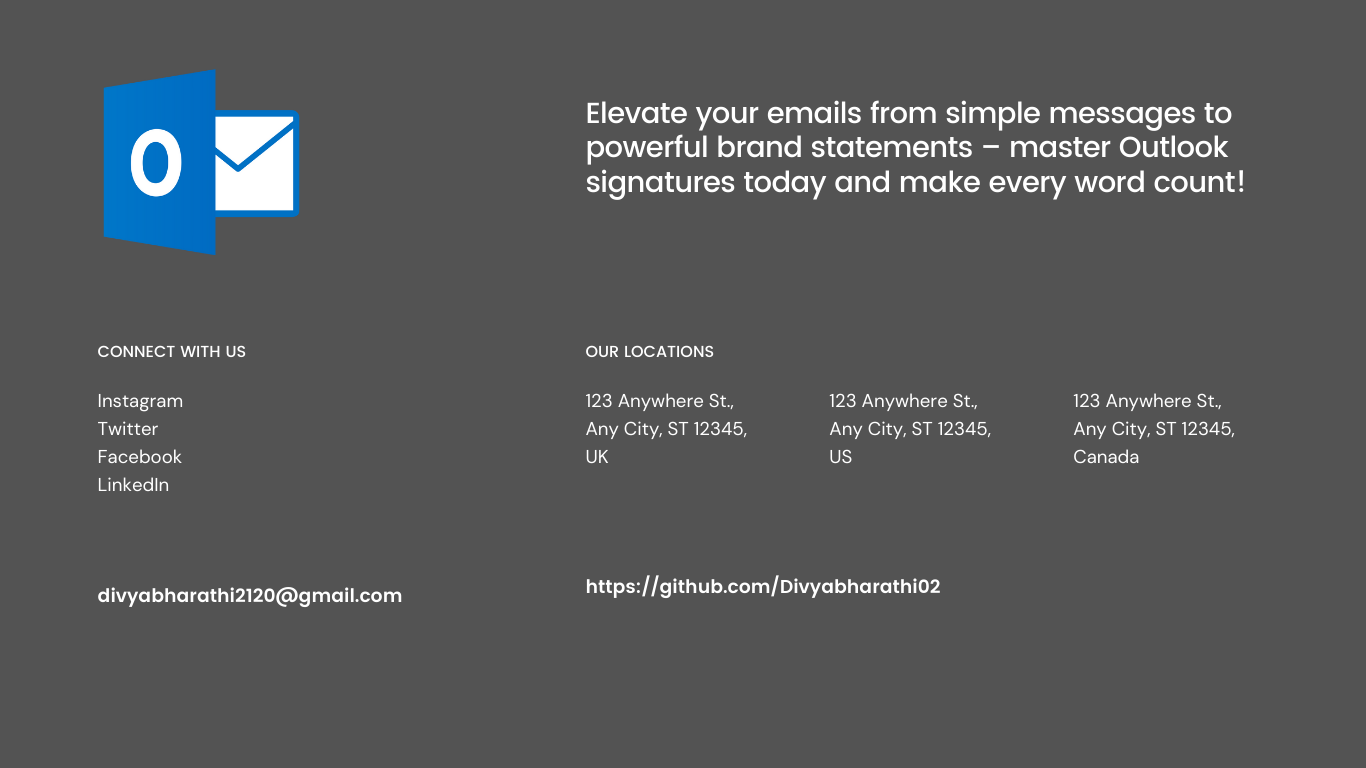 O
Elevate your emails from simple messages to
powerful brand statements – master Outlook
signatures today and make every word count!
CONNECT WITH US
Instagram
Twitter
Facebook
LinkedIn
OUR LOCATIONS
123 Anywhere St.,
Any City, ST 12345,
UK
123 Anywhere St.,
Any City, ST 12345,
US
123 Anywhere St.,
Any City, ST 12345,
Canada
divyabharathi2120@gmail.com
https://github.com/Divyabharathi02